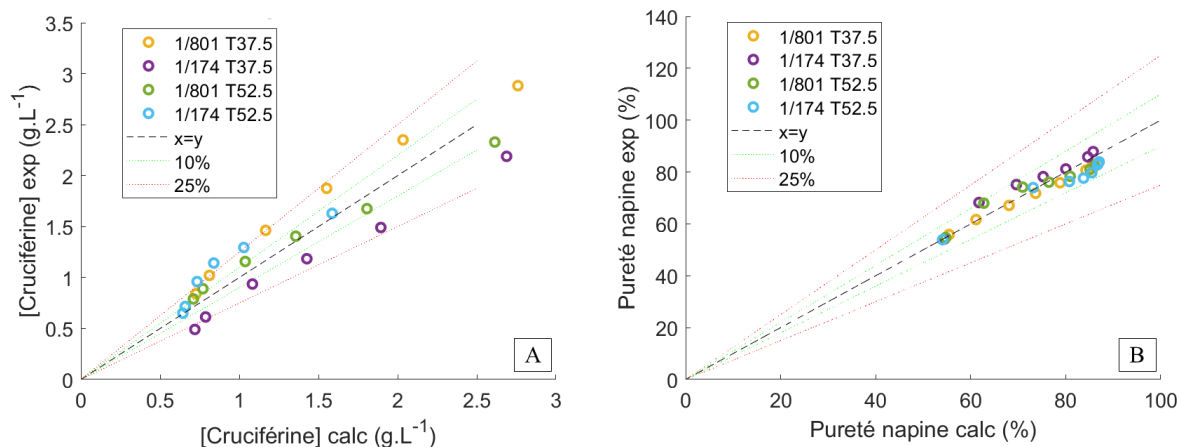 3.5
3
2.5
2
1.5
1
0.5
0
0
0.5
1
1.5
2
2.5
3
[Cruciférine] exp (g.L-1)
[Cruciférine] calc (g.L-1)
1/801 T37.5
1/174 T37.5
1/801 T52.5
1/174 T52.5
x=y
10%
25%
A
140
120
100
80
60
40
20
0
0
20
40
60
80
100
Pureté napine exp (%)
Pureté napine calc (%)
1/801 T37.5
1/174 T37.5
1/801 T52.5
1/174 T52.5
x=y
10%
25%
B